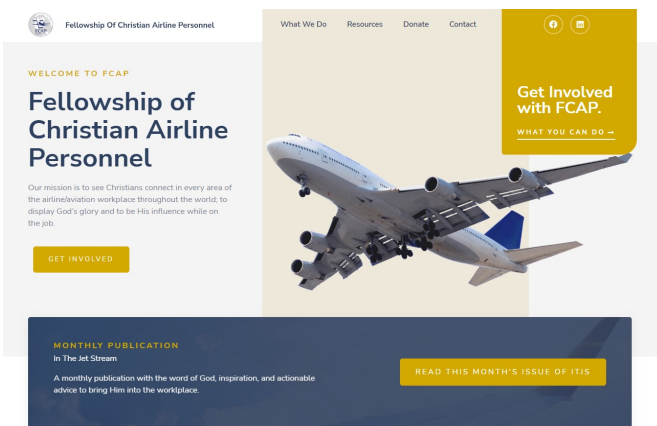 FCAP
Fellowship Of Christian Airline Personnel
What We Do
Resources
Donate
Contact
WELCOME TO FCAP
Fellowship of
Christian Airline
Personnel
Our mission is to see Christians connect in every area of
the airline/aviation workplace throughout the world; to
display God's glory and to be His influence while on
the job.
GET INVOLVED
Get Involved
with FCAP.
WHAT YOU CAN DO →
MONTHLY PUBLICATION
In The Jet Stream
A monthly publication with the word of God, inspiration, and actionable
advice to bring Him into the worklplace.
READ THIS MONTH'S ISSUE OF ITJS